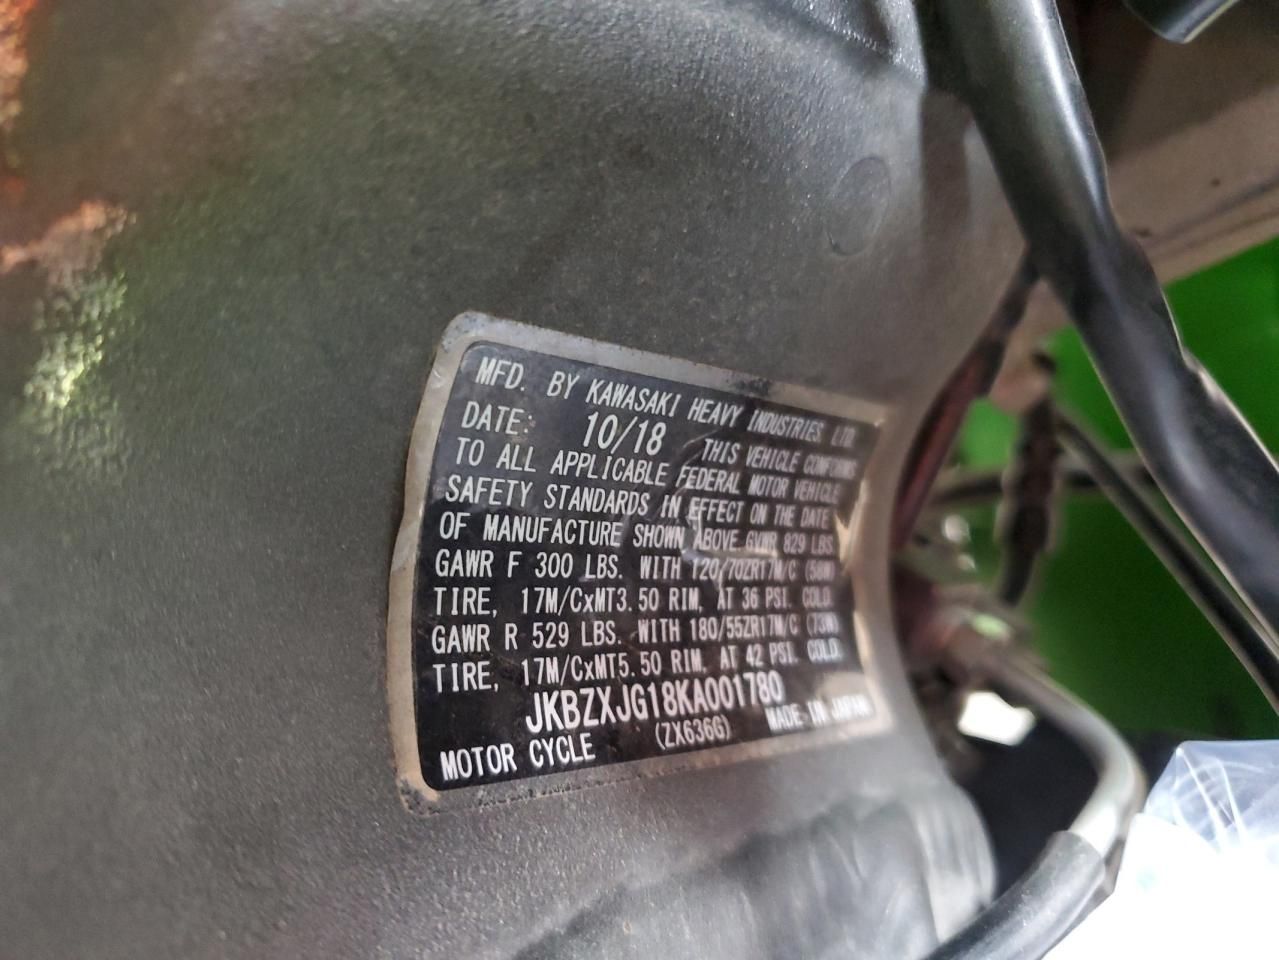 MFD. BY KAWASAKI HEAVY INDUSTRIES, LTD.
DATE: 10/18 THIS VEHICLE CONFORMS
TO ALL APPLICABLE FEDERAL MOTOR VEHICLE
SAFETY STANDARDS IN EFFECT ON THE DATE
OF MANUFACTURE SHOWN ABOVE GVWR 829 LBS.
GAWR F 300 LBS. WITH 120/70ZR17M/C (58W)
TIRE, 17M/CxMT3.50 RIM, AT 36 PSI. COLD.
GAWR R 529 LBS. WITH 180/55ZR17M/C (73W)
TIRE, 17M/CxMT5.50 RIM, AT 42 PSI. COLD.
JKBZXJG18KA001780
MOTOR CYCLE (ZX636G) MADE IN JAPAN